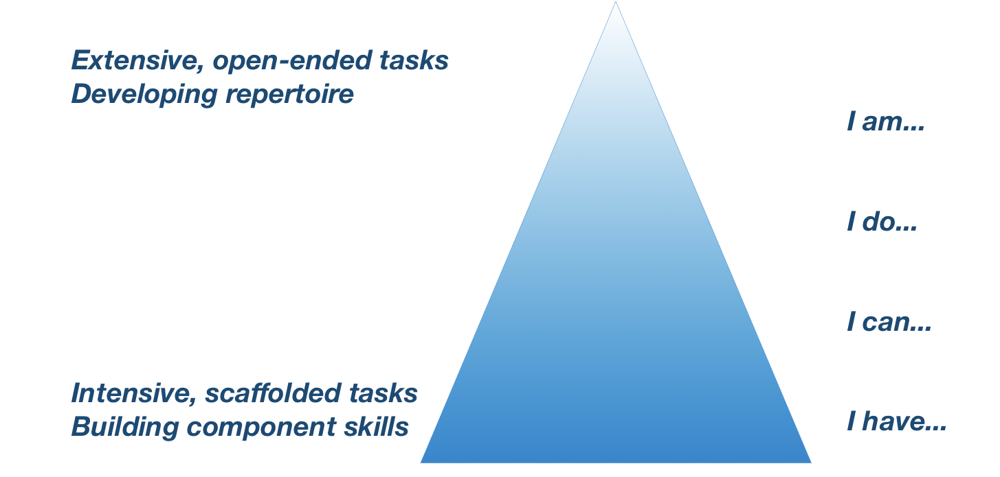 Extensive, open-ended tasks
Developing repertoire
I am...
I do...
I can...
Intensive, scaffolded tasks
Building component skills
I have...